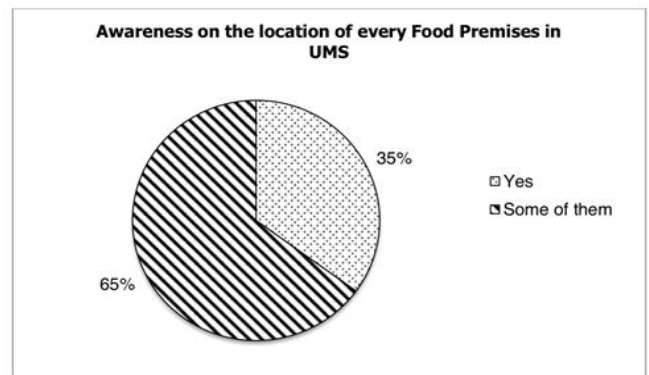 Awareness on the location of every Food Premises in
UMS
35%
Yes
Some of them
65%